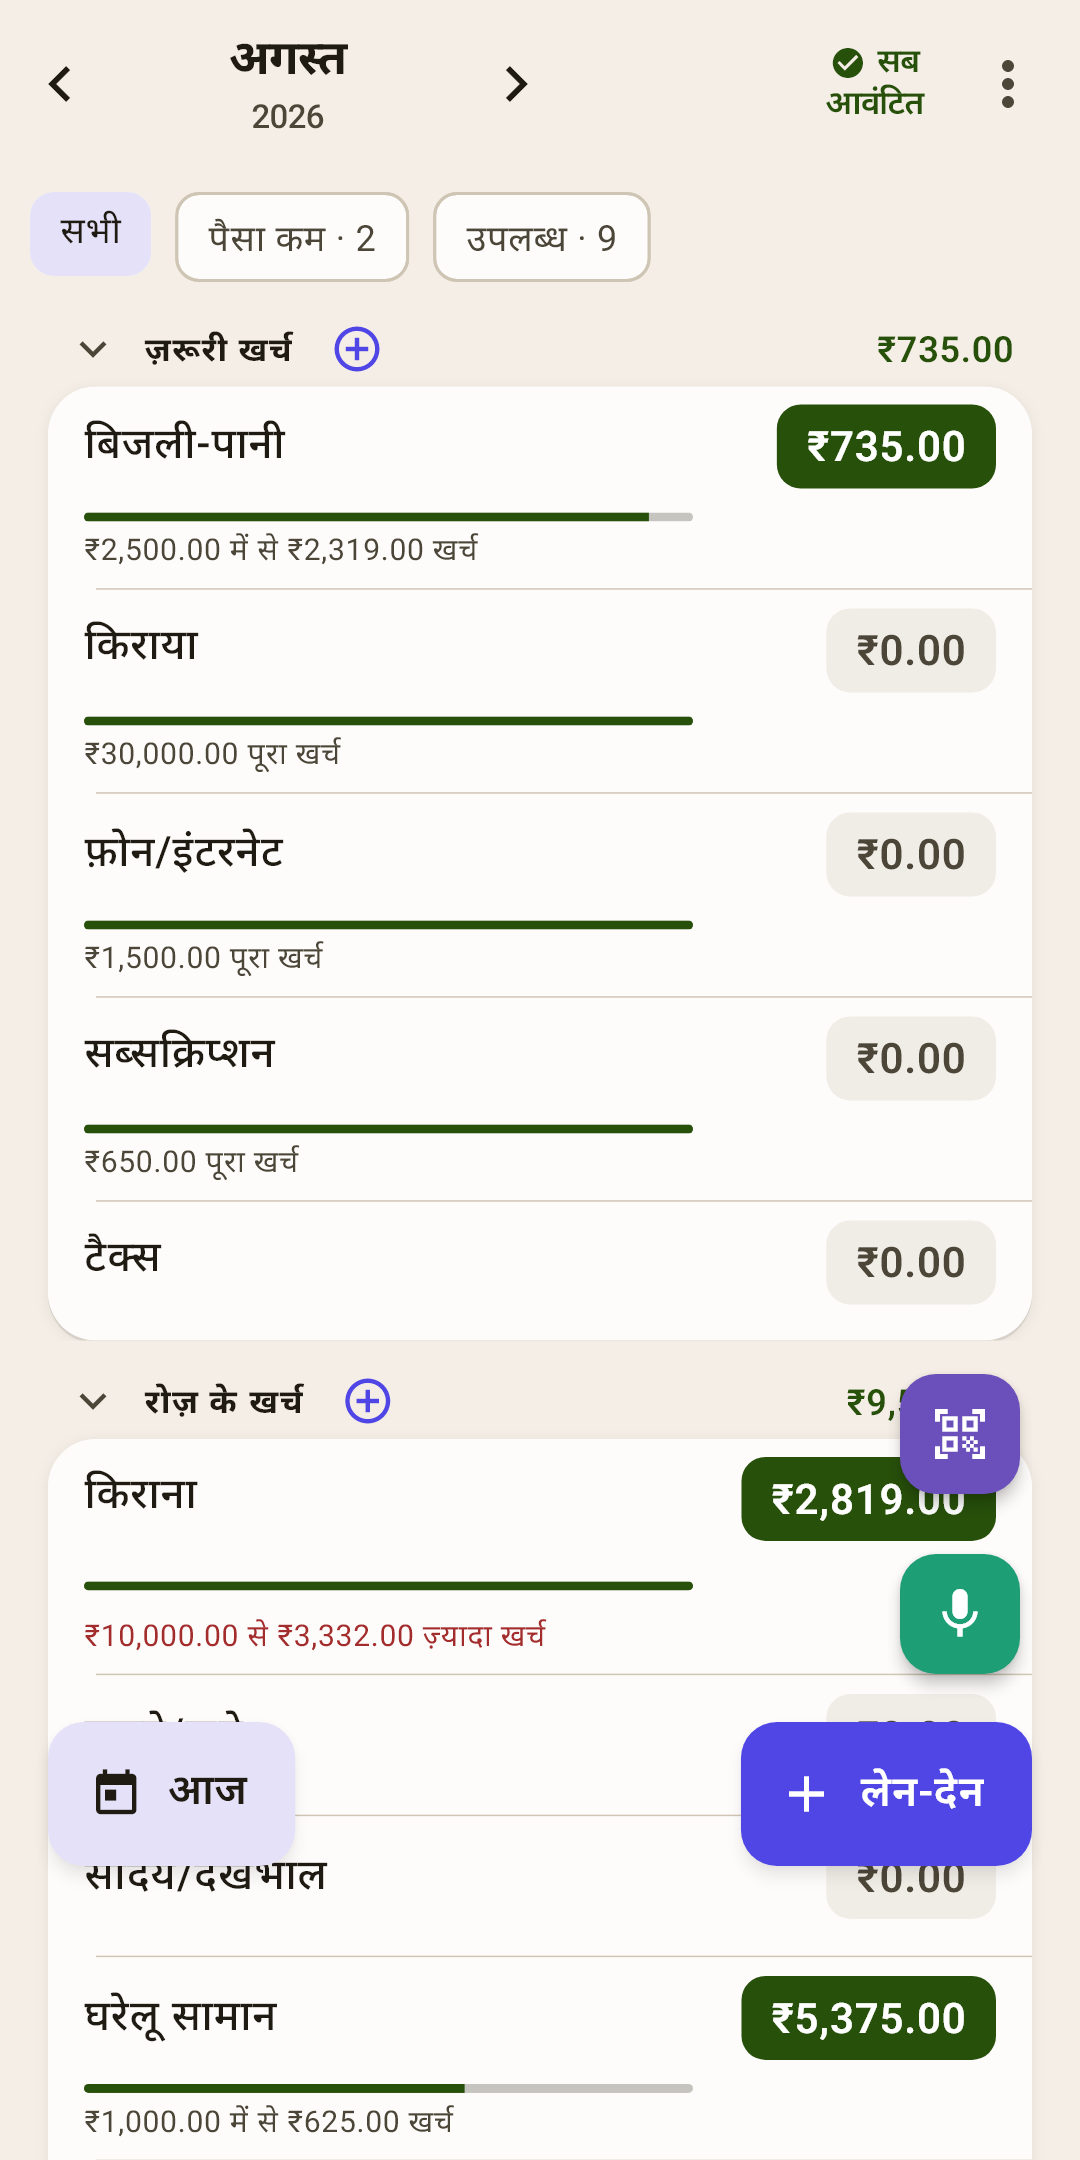 अगस्त
2026
सब
आवंटित
सभी
पैसा कम · 2
उपलब्ध · 9
ज़रूरी खर्च
₹735.00
बिजली-पानी
₹735.00
₹2,500.00 में से ₹2,319.00 खर्च
किराया
₹0.00
₹30,000.00 पूरा खर्च
फ़ोन/इंटरनेट
₹0.00
₹1,500.00 पूरा खर्च
सब्सक्रिप्शन
₹0.00
₹650.00 पूरा खर्च
टैक्स
₹0.00
रोज़ के खर्च
किराना
₹2,819.00
₹10,000.00 से ₹3,332.00 ज़्यादा खर्च
आज
लेन-देन
₹0.00
घरेलू सामान
₹5,375.00
₹1,000.00 में से ₹625.00 खर्च